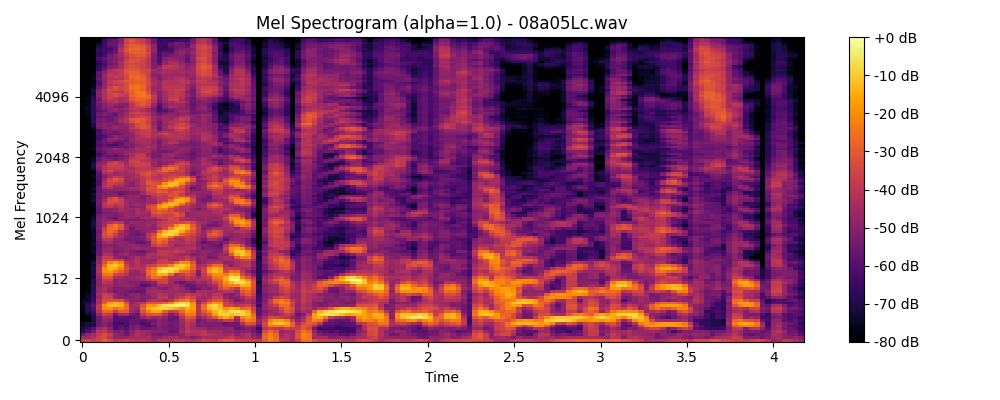 Mel Spectrogram (alpha=1.0) - 08a05Lc.wav
Mel Frequency
4096
2048
1024
512
0
0
0.5
1
1.5
2
2.5
3
3.5
4
Time
+0 dB
-10 dB
-20 dB
-30 dB
-40 dB
-50 dB
-60 dB
-70 dB
-80 dB